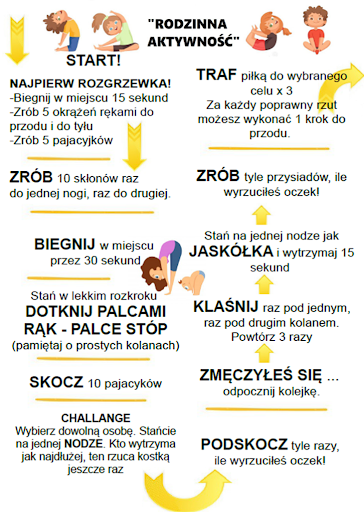 "RODZINNA
AKTYWNOŚĆ"
START!
NAJPIERW ROZGRZEWKA!
-Biegnij w miejscu 15 sekund
-Zrób 5 okrążeń rękami do
przodu i do tyłu
-Zrób 5 pajacyjków
ZRÓB 10 skłonów raz
do jednej nogi, raz do drugiej.
BIEGNIJ w miejscu
przez 30 sekund
Stań w lekkim rozkroku
DOTKNIJ PALCAMI
RĄK - PALCE STÓP
(pamiętaj o prostych kolanach)
SKOCZ 10 pajacyków
CHALLANGE
Wybierz dowolną osobę. Stańcie
na jednej NODZE. Kto wytrzyma
jak najdłużej, ten rzuca kostką
jeszcze raz
PODSKOCZ tyle razy,
ile wyrzuciłeś oczek!
ZMĘCZYŁEŚ SIĘ ...
odpocznij kolejkę.
KLAŚNIJ raz pod jednym,
raz pod drugim kolanem.
Powtórz 3 razy
Stań na jednej nodze jak
JASKÓŁKA i wytrzymaj 15
sekund
ZRÓB tyle przysiadów, ile
wyrzuciłeś oczek!
TRAF piłką do wybranego
celu x 3
Za każdy poprawny rzut
możesz wykonać 1 krok do
przodu.